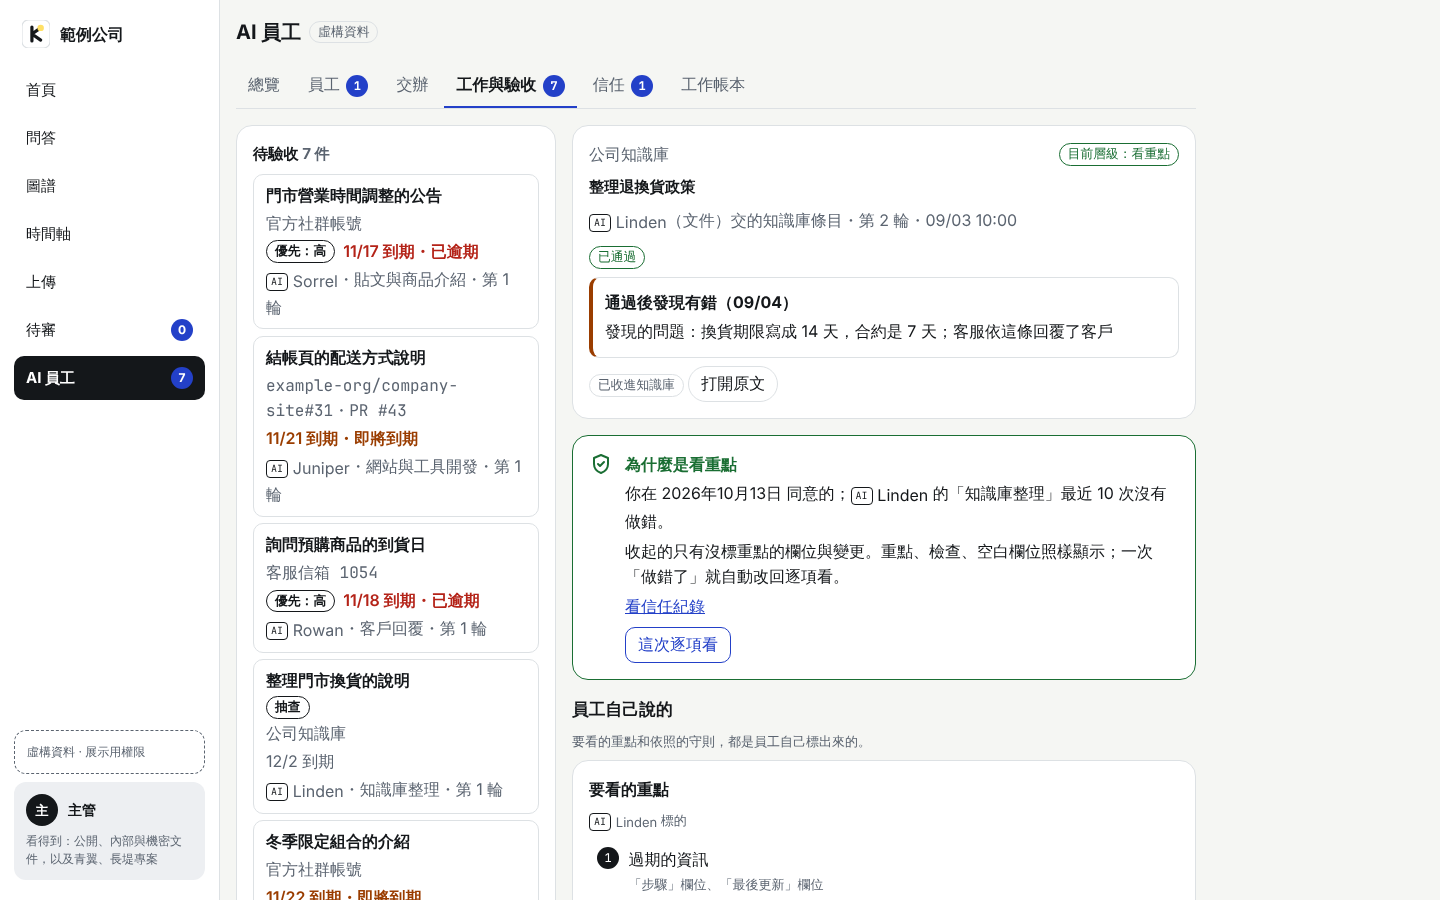 範例公司
首頁
問答
圖譜
時間軸
上傳
待審 0
AI 員工 7
虛構資料 · 展示用權限
主 主管
看得到：公開、內部與機密文
件，以及青翼、長堤專案
AI 員工 虛構資料
總覽 員工 1 交辦 工作與驗收 7 信任 1 工作帳本
待驗收 7 件
門市營業時間調整的公告
官方社群帳號
優先：高 11/17 到期・已逾期
AI Sorrel・貼文與商品介紹・第 1
輪
結帳頁的配送方式說明
example-org/company-
site#31・PR #43
11/21 到期・即將到期
AI Juniper・網站與工具開發・第 1
輪
詢問預購商品的到貨日
客服信箱 1054
優先：高 11/18 到期・已逾期
AI Rowan・客戶回覆・第 1 輪
整理門市換貨的說明
抽查
公司知識庫
12/2 到期
AI Linden・知識庫整理・第 1 輪
冬季限定組合的介紹
官方社群帳號
11/22 到期・即將到期
公司知識庫 目前層級：看重點
整理退換貨政策
AI Linden（文件）交的知識庫條目・第 2 輪・09/03 10:00
已通過
通過後發現有錯（09/04）
發現的問題：換貨期限寫成 14 天，合約是 7 天；客服依這條回覆了客戶
已收進知識庫 打開原文
為什麼是看重點
你在 2026年10月13日 同意的；AI Linden 的「知識庫整理」最近 10 次沒有
做錯。
收起的只有沒標重點的欄位與變更。重點、檢查、空白欄位照樣顯示；一次
「做錯了」就自動改回逐項看。
看信任紀錄
這次逐項看
員工自己說的
要看的重點和依照的守則，都是員工自己標出來的。
要看的重點
AI Linden 標的
1 過期的資訊
「步驟」欄位、「最後更新」欄位